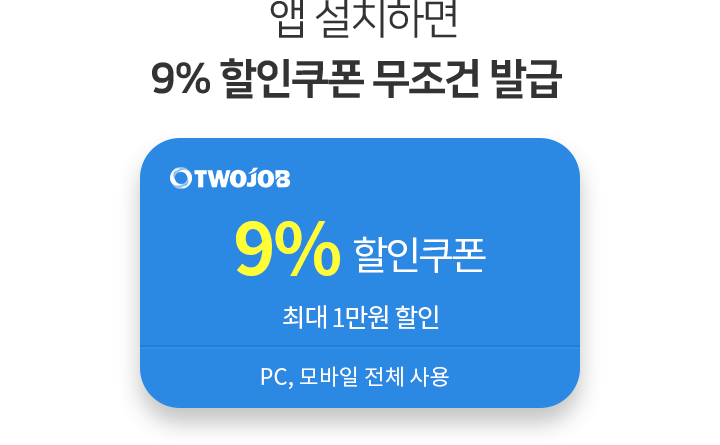 앱 설치하면
9% 할인쿠폰 무조건 발급
TWOJOB
9% 할인쿠폰
최대 1만원 할인
PC, 모바일 전체 사용